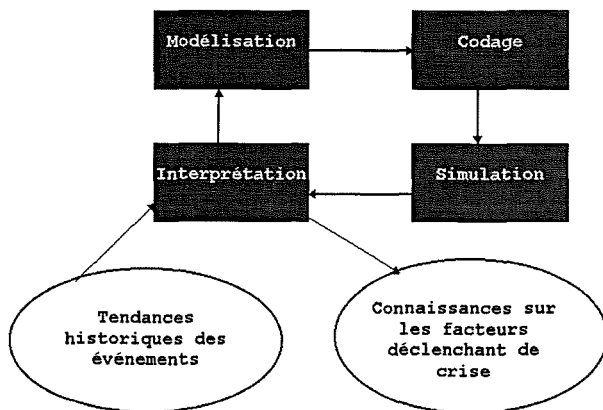 Modélisation
Codage
Interprétation
Simulation
Tendances
historiques des
événements
Connaissances sur
les facteurs
déclenchant de
crise